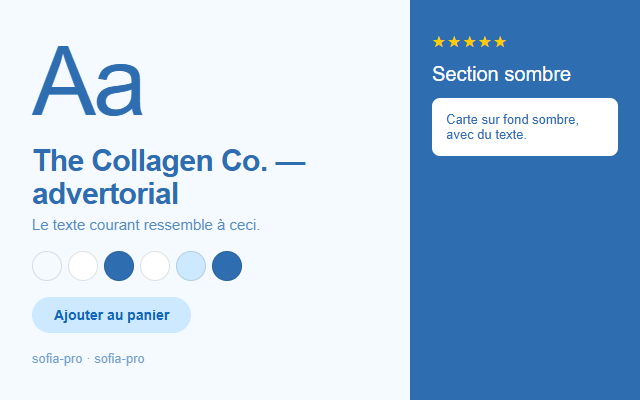 Aa
The Collagen Co. —
advertorial
Le texte courant ressemble à ceci.
Ajouter au panier
sofia-pro · sofia-pro
Section sombre
Carte sur fond sombre,
avec du texte.